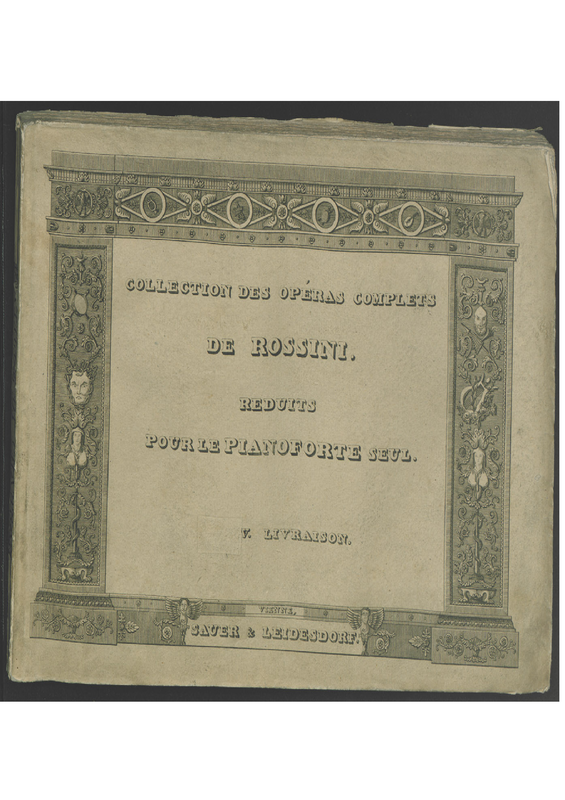 COLLECTION DES OPÉRAS COMPLETS
DE ROSSINI.
REDUITS
POUR LE PIANOFORTE SEUL.
V. LIVRAISON.
VIENNE,
SAUER & LEIDESDORF.